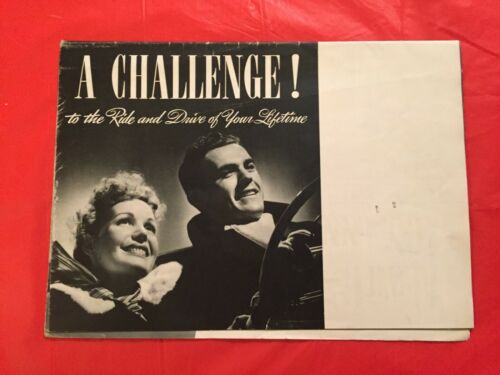 A CHALLENGE!
to the Ride and Drive of Your Lifetime